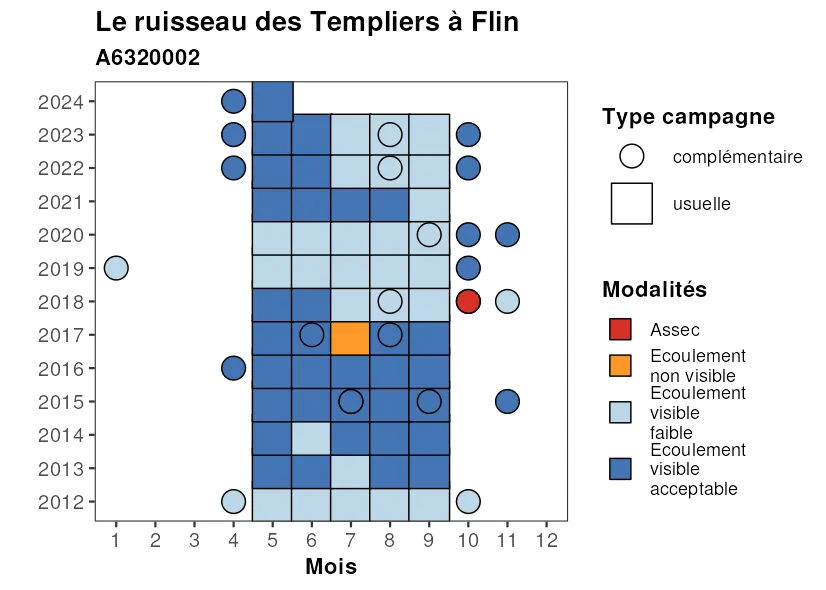 Le ruisseau des Templiers à Flin
A6320002
2024
2023
2022
2021
2020
2019
2018
2017
2016
2015
2014
2013
2012
1 2 3 4 5 6 7 8 9 10 11 12
Mois
Type campagne
complémentaire
usuelle
Modalités
Assec
Ecoulement
non visible
Ecoulement
visible
faible
Ecoulement
visible
acceptable